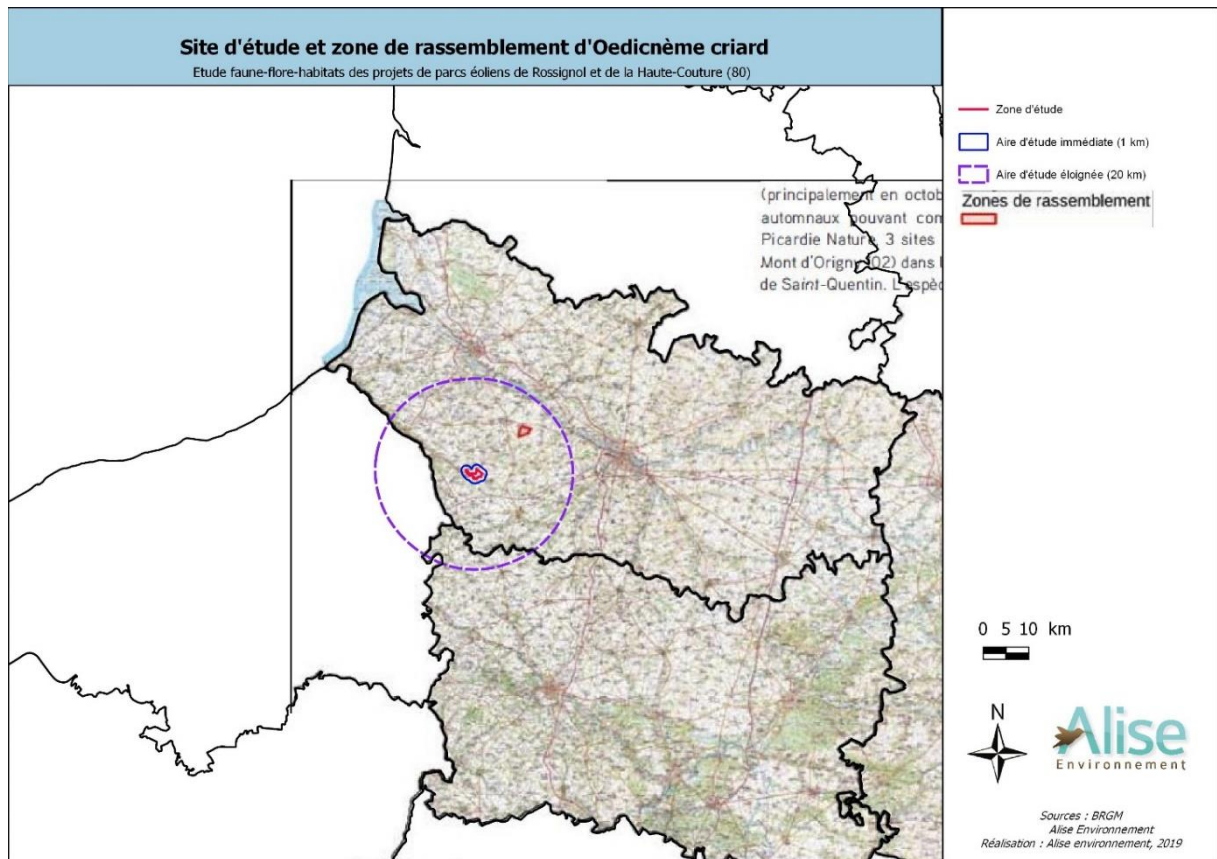 Site d'étude et zone de rassemblement d'Oedicnème criard
Etude faune-flore-habitats des projets de parcs éoliens de Rossignol et de la Haute-Couture (80)
Zone d'étude
Aire d'étude immédiate (1 km)
Aire d'étude éloignée (20 km)
Zones de rassemblement
(principalement en octob
automnaux pouvant com
Picardie Nature, 3 sites
Mont d'Origny (02) dans l
de Saint-Quentin. L'espèc
0 5 10 km
N
Alise
Environnement
Sources : BRGM
Alise Environnement
Réalisation : Alise environnement, 2019